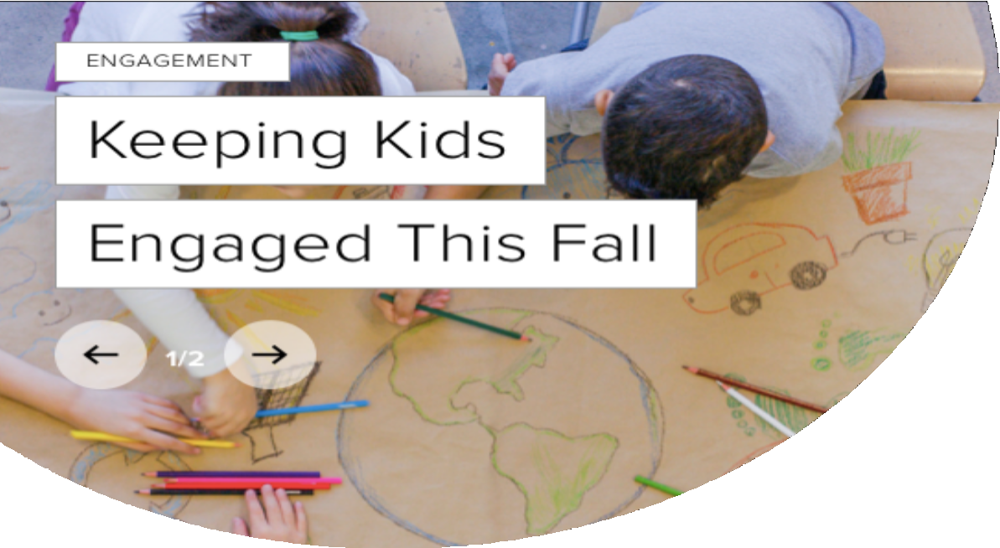 ENGAGEMENT
Keeping Kids
Engaged This Fall
1/2